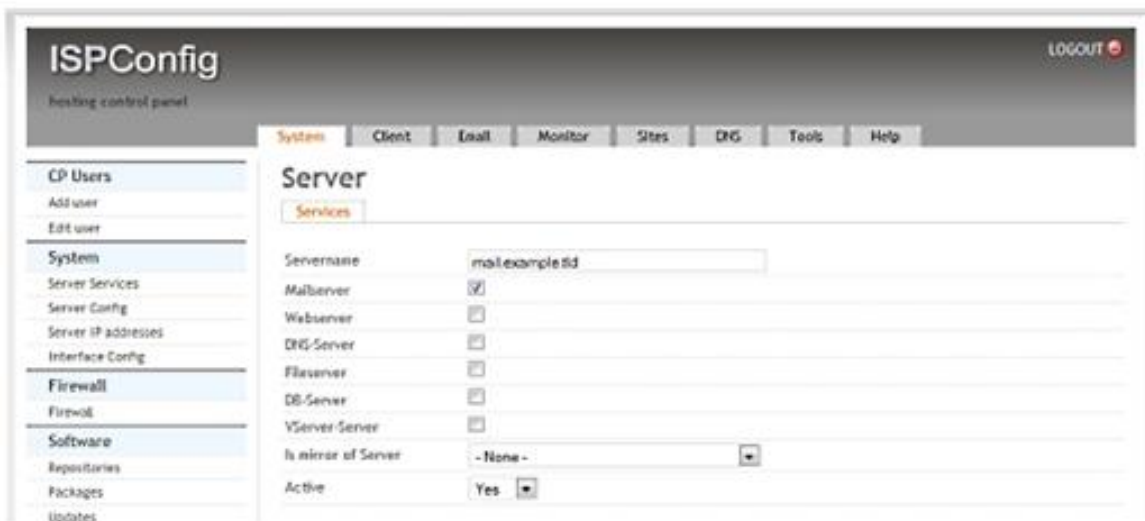 ISPConfig
LOGOUT
hosting control panel
System Client Email Monitor Sites DNS Tools Help
CP Users
Add user
Edit user
System
Server Services
Server Config
Server IP addresses
Interface Config
Firewall
Firewall
Software
Repositories
Packages
Updates
Server
Services
Servername mail.example.tld
Mailserver
Webserver
DNS-Server
Fileserver
DB-Server
VServer-Server
Is mirror of Server - None -
Active Yes